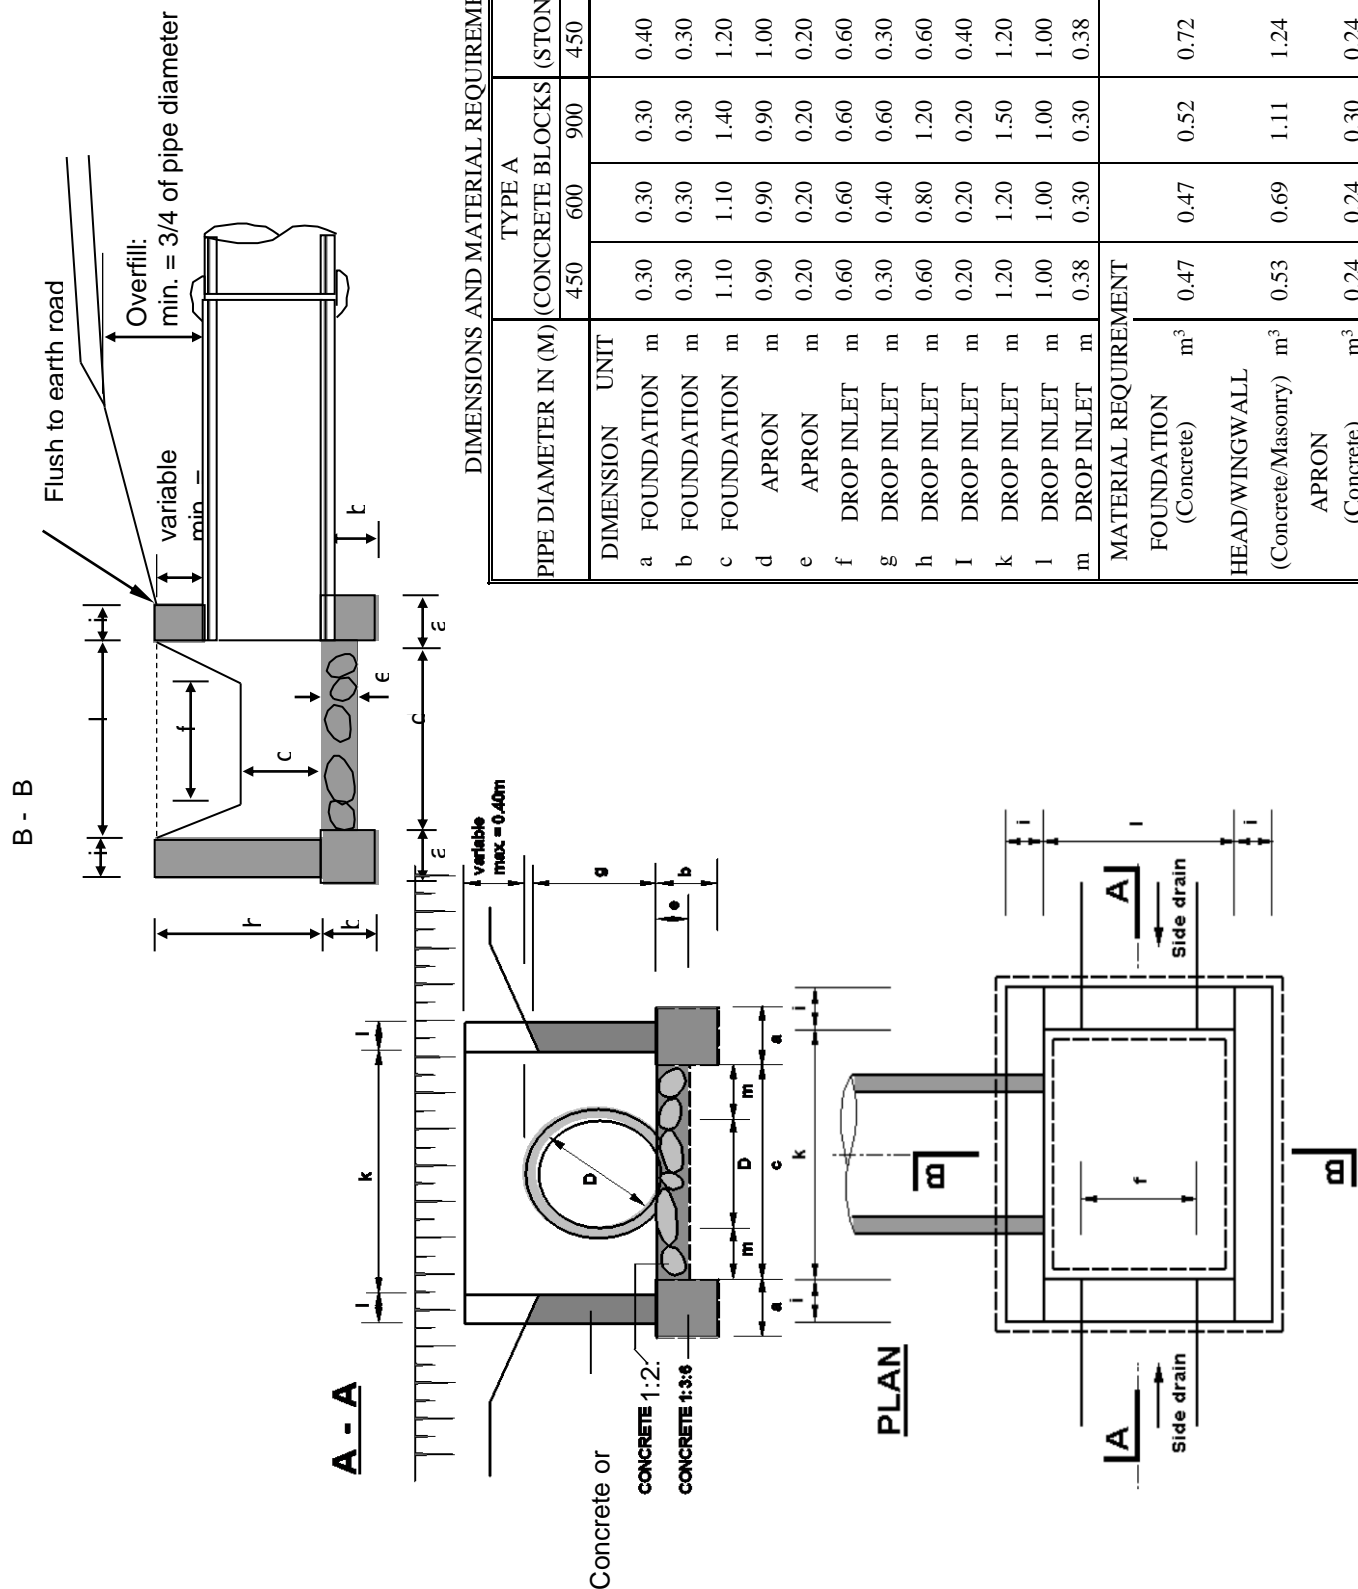 B - B
Flush to earth road
Overfill:
min. = 3/4 of pipe diameter
variable
min =
i
l
i
f
c
e
h
b
b
a
c
a
A - A
l
k
l
variable
max. = 0.40m
g
b
e
D
m
D
m
a
c
a
Concrete or
CONCRETE 1:2:
CONCRETE 1:3:6
PLAN
i
k
i
i
l
i
B
B
f
A
A
Side drain
Side drain
DIMENSIONS AND MATERIAL REQUIREME
PIPE DIAMETER IN (M) TYPE A
(CONCRETE BLOCKS (STON
450 600 900 450
DIMENSION UNIT
a FOUNDATION m 0.30 0.30 0.30 0.40
b FOUNDATION m 0.30 0.30 0.30 0.30
c FOUNDATION m 1.10 1.10 1.40 1.20
d APRON m 0.90 0.90 0.90 1.00
e APRON m 0.20 0.20 0.20 0.20
f DROP INLET m 0.60 0.60 0.60 0.60
g DROP INLET m 0.30 0.40 0.60 0.30
h DROP INLET m 0.60 0.80 1.20 0.60
I DROP INLET m 0.20 0.20 0.20 0.40
k DROP INLET m 1.20 1.20 1.50 1.20
l DROP INLET m 1.00 1.00 1.00 1.00
m DROP INLET m 0.38 0.30 0.30 0.38
MATERIAL REQUIREMENT
FOUNDATION
(Concrete) m³ 0.47 0.47 0.52 0.72
HEAD/WINGWALL
(Concrete/Masonry) m³ 0.53 0.69 1.11 1.24
APRON
(Concrete) m³ 0.24 0.24 0.30 0.24